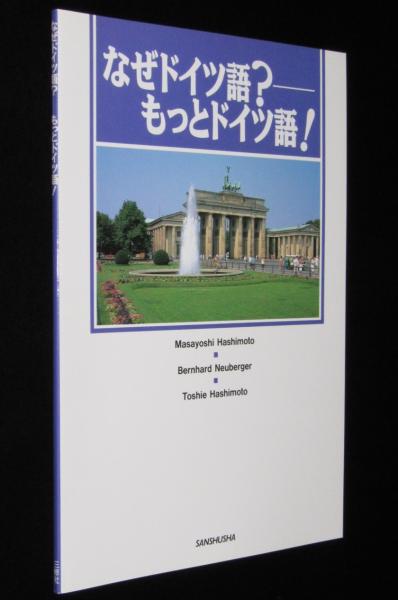 なぜドイツ語?──
もっとドイツ語!
Masayoshi Hashimoto
Bernhard Neuberger
Toshie Hashimoto
SANSHUSHA